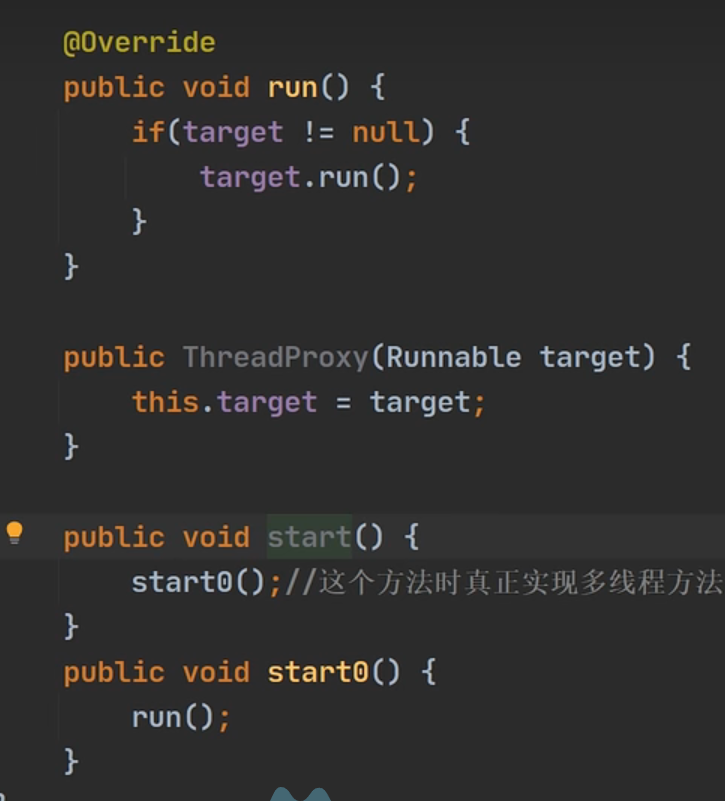 @Override
public void run() {
if(target != null) {
target.run();
}
}
public ThreadProxy(Runnable target) {
this.target = target;
}
public void start() {
start0();//这个方法时真正实现多线程方法
}
public void start0() {
run();
}